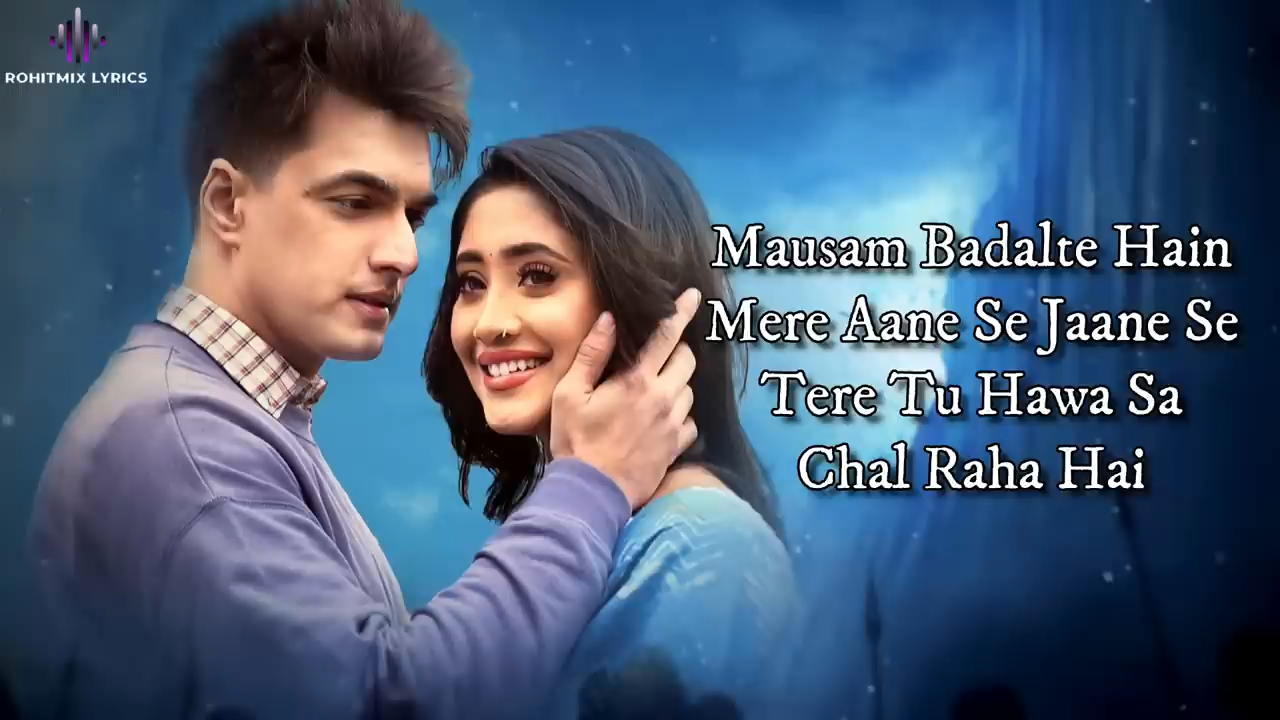 ROHITMIX LYRICS
Mausam Badalte Hain
Mere Aane Se Jaane Se
Tere Tu Hawa Sa
Chal Raha Hai